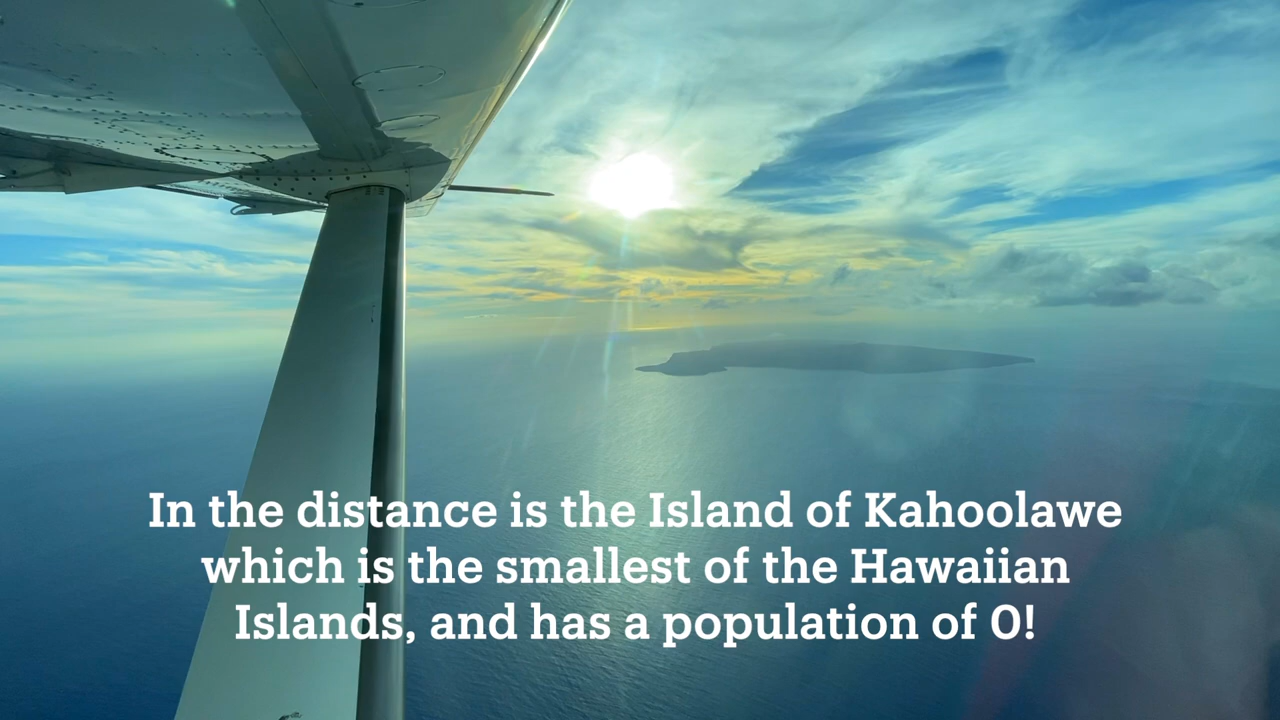 In the distance is the Island of Kahoolawe
which is the smallest of the Hawaiian
Islands, and has a population of 0!